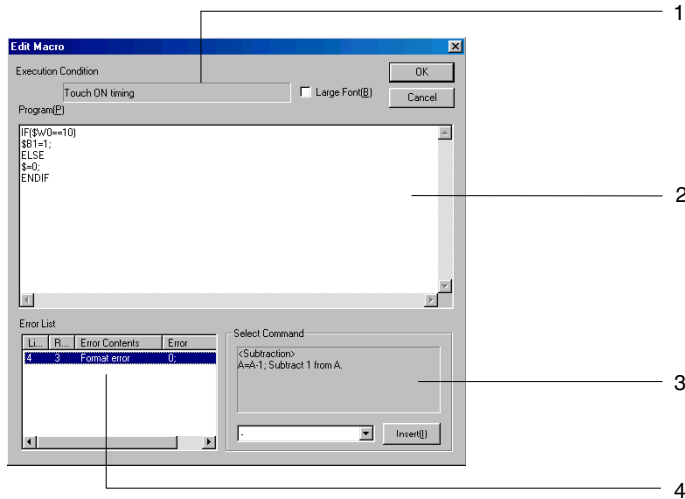 1
Edit Macro
Execution Condition
OK
Touch ON timing
Large Font(B)
Cancel
Program(P)
IF($W0==10)
$B1=1;
ELSE
$=0;
ENDIF
2
Error List
Select Command
Li... R... Error Contents Error
4 3 Format error 0;
<Subtraction>
A=A-1; Subtract 1 from A.
3
-
Insert(I)
4